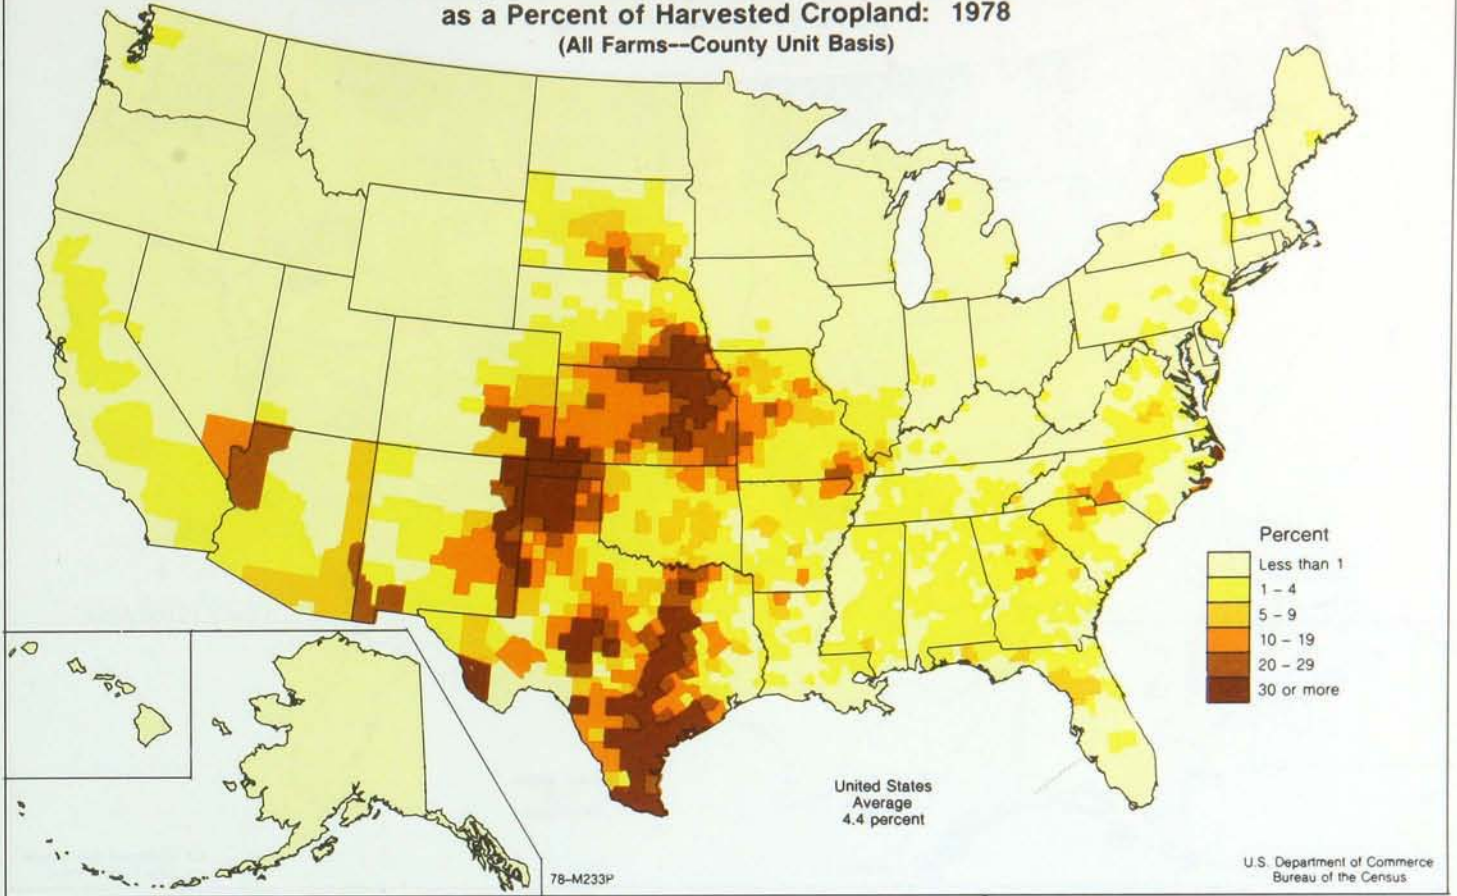 as a Percent of Harvested Cropland: 1978
(All Farms--County Unit Basis)
Percent
Less than 1
1 - 4
5 - 9
10 - 19
20 - 29
30 or more
United States
Average
4.4 percent
78-M233P
U.S. Department of Commerce
Bureau of the Census